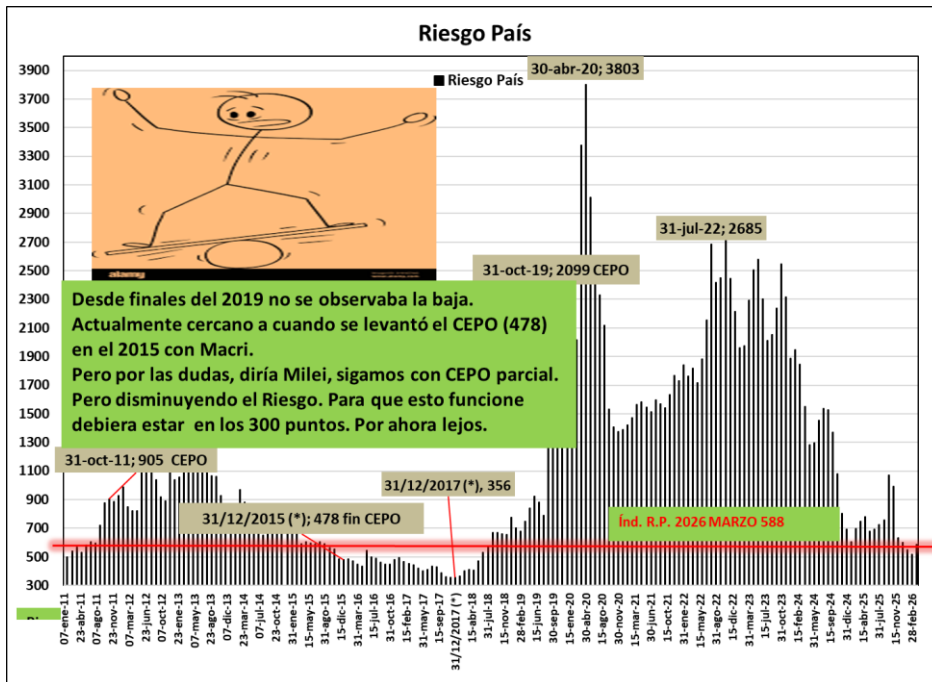 Riesgo País
3900
3700
3500
3300
3100
2900
2700
2500
2300
2100
1900
1700
1500
1300
1100
900
700
500
300
Riesgo País
30-abr-20; 3803
31-jul-22; 2685
31-oct-19; 2099 CEPO
alamy
Desde finales del 2019 no se observaba la baja.
Actualmente cercano a cuando se levantó el CEPO (478)
en el 2015 con Macri.
Pero por las dudas, diría Milei, sigamos con CEPO parcial.
Pero disminuyendo el Riesgo. Para que esto funcione
debiera estar en los 300 puntos. Por ahora lejos.
31-oct-11; 905 CEPO
31/12/2017 (*), 356
31/12/2015 (*); 478 fin CEPO
Índ. R.P. 2026 MARZO 588
07-ene-11
23-abr-11
07-ago-11
23-nov-11
07-mar-12
23-jun-12
07-oct-12
23-ene-13
07-may-13
23-ago-13
07-dic-13
23-mar-14
07-jul-14
15-oct-14
31-ene-15
15-may-15
31-ago-15
15-dic-15
31-mar-16
15-jul-16
31-oct-16
15-feb-17
31-may-17
15-sep-17
31/12/2017 (*)
15-abr-18
31-jul-18
15-nov-18
28-feb-19
15-jun-19
30-sep-19
15-ene-20
30-abr-20
15-ago-20
30-nov-20
15-mar-21
30-jun-21
15-oct-21
31-ene-22
15-may-22
31-ago-22
15-dic-22
31-mar-23
15-jul-23
31-oct-23
15-feb-24
31-may-24
15-sep-24
31-dic-24
15-abr-25
31-jul-25
15-nov-25
28-feb-26